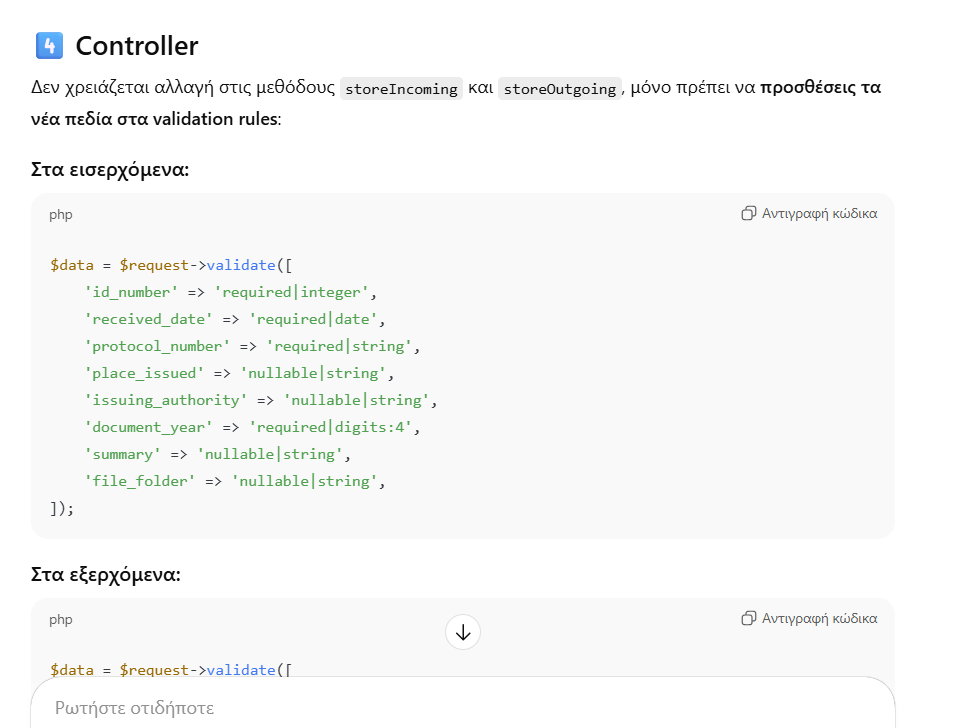 4 Controller
Δεν χρειάζεται αλλαγή στις μεθόδους storeIncoming και storeOutgoing, μόνο πρέπει να προσθέσεις τα
νέα πεδία στα validation rules:
Στα εισερχόμενα:
php Αντιγραφή κώδικα
$data = $request->validate([
    'id_number' => 'required|integer',
    'received_date' => 'required|date',
    'protocol_number' => 'required|string',
    'place_issued' => 'nullable|string',
    'issuing_authority' => 'nullable|string',
    'document_year' => 'required|digits:4',
    'summary' => 'nullable|string',
    'file_folder' => 'nullable|string',
]);
Στα εξερχόμενα:
php Αντιγραφή κώδικα
$data = $request->validate([
Ρωτήστε οτιδήποτε